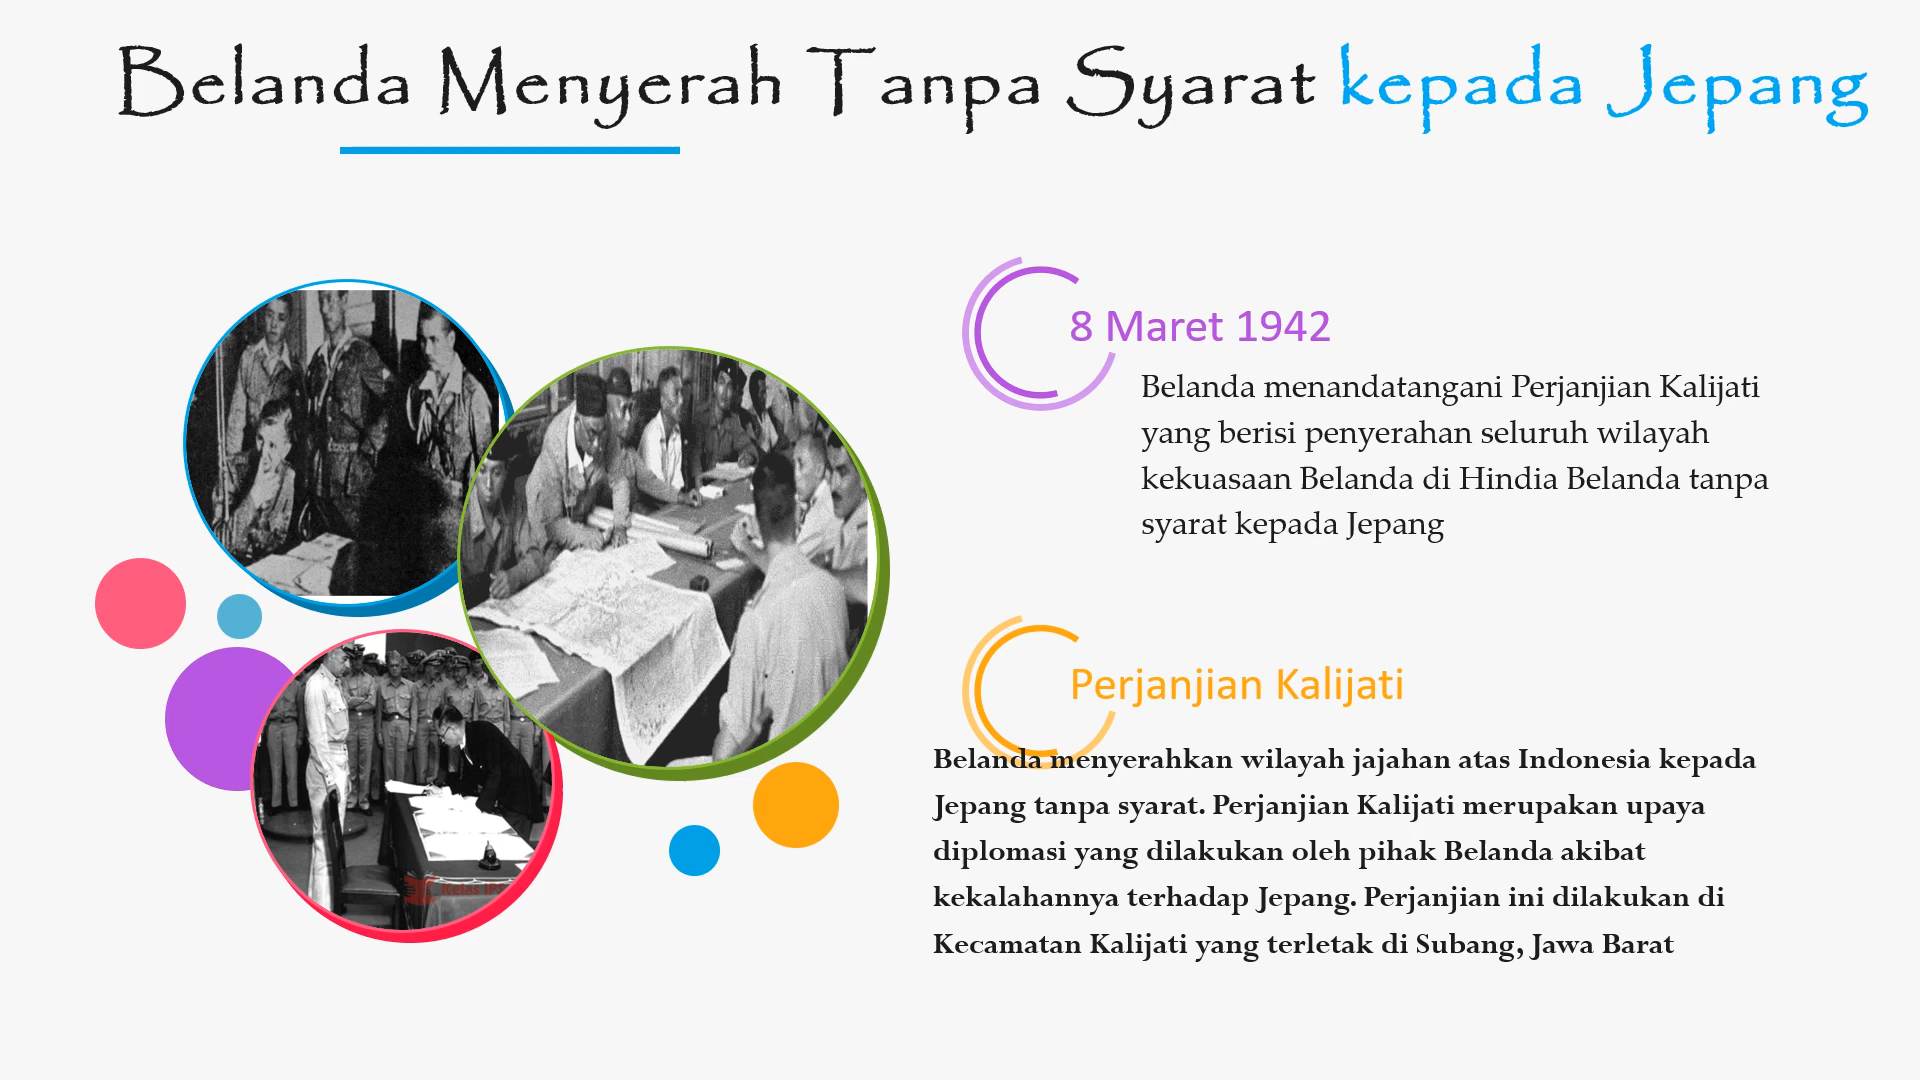 Belanda Menyerah Tanpa Syarat kepada Jepang
8 Maret 1942
Belanda menandatangani Perjanjian Kalijati
yang berisi penyerahan seluruh wilayah
kekuasaan Belanda di Hindia Belanda tanpa
syarat kepada Jepang
Perjanjian Kalijati
Belanda menyerahkan wilayah jajahan atas Indonesia kepada
Jepang tanpa syarat. Perjanjian Kalijati merupakan upaya
diplomasi yang dilakukan oleh pihak Belanda akibat
kekalahannya terhadap Jepang. Perjanjian ini dilakukan di
Kecamatan Kalijati yang terletak di Subang, Jawa Barat
Kelas